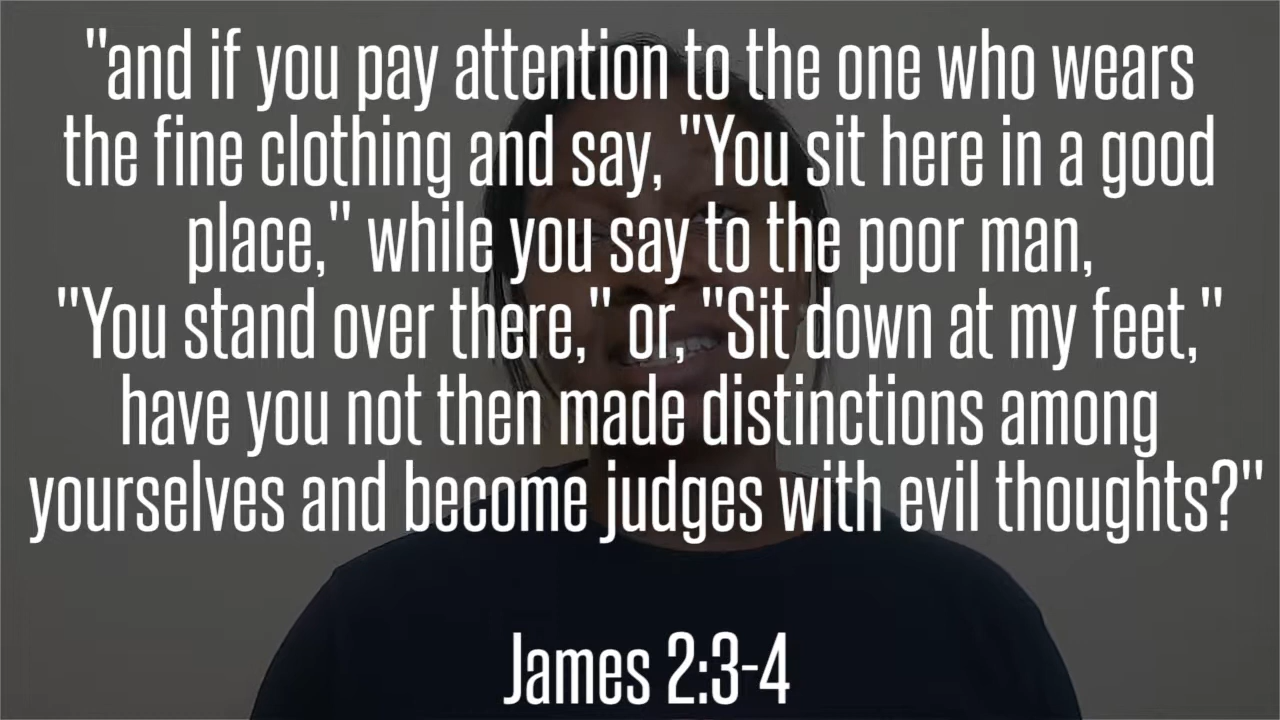 "and if you pay attention to the one who wears
the fine clothing and say, "You sit here in a good
place," while you say to the poor man,
"You stand over there," or, "Sit down at my feet,"
have you not then made distinctions among
yourselves and become judges with evil thoughts?"
James 2:3-4